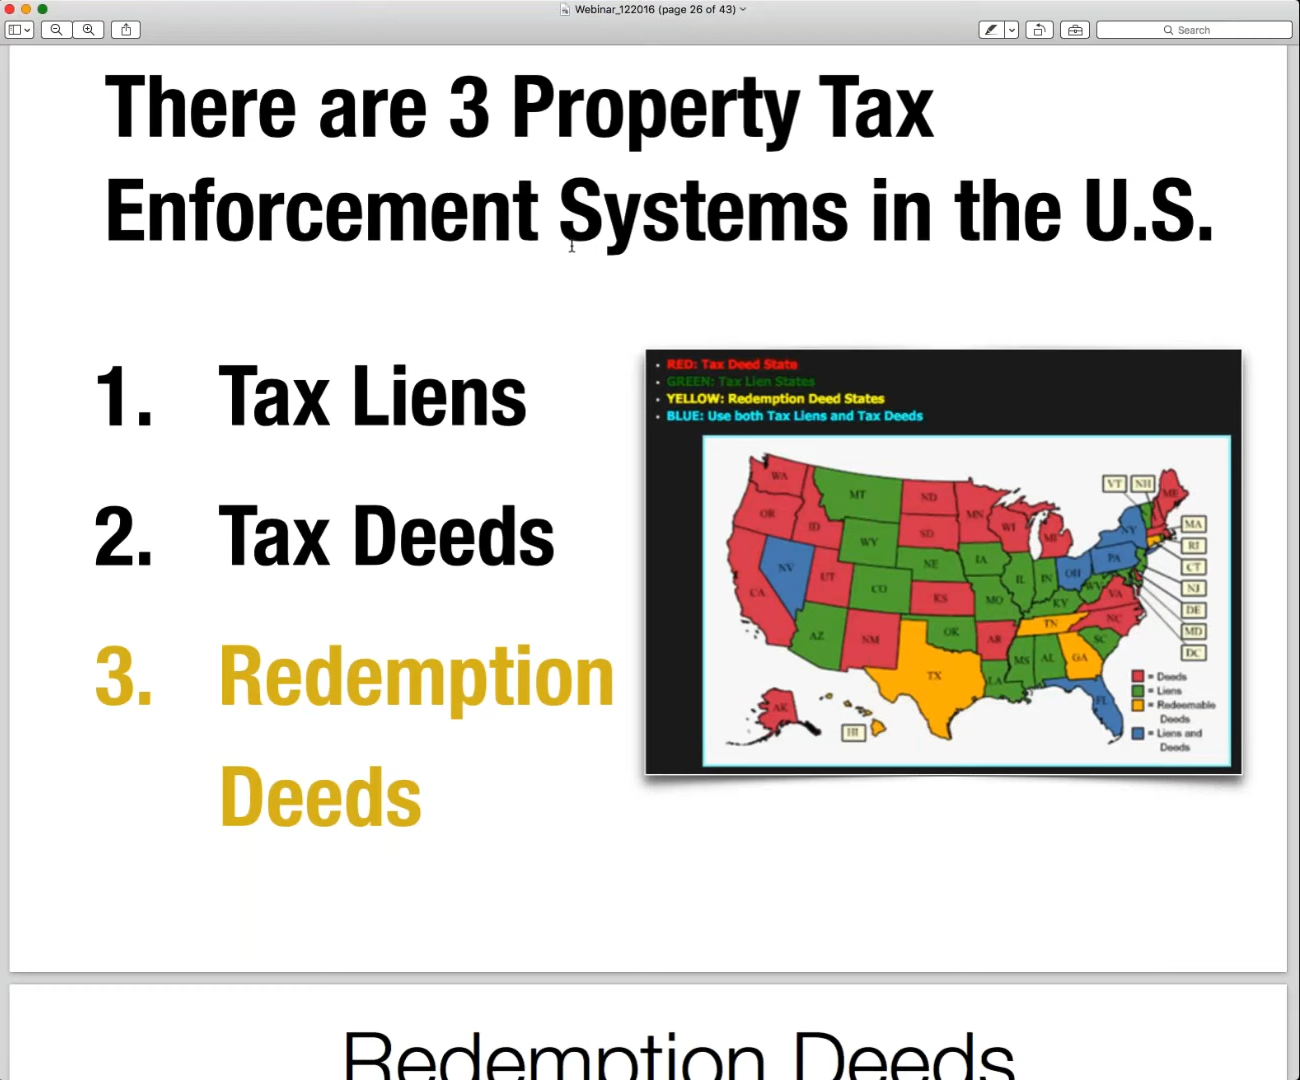 Webinar_122016 (page 26 of 43)
Search
There are 3 Property Tax
Enforcement Systems in the U.S.
1. Tax Liens
2. Tax Deeds
3. Redemption
Deeds
• RED: Tax Deed State
• GREEN: Tax Lien States
• YELLOW: Redemption Deed States
• BLUE: Use both Tax Liens and Tax Deeds
WA
MT
ND
MN
VT
NH
ME
OR
ID
SD
WI
MI
NY
MA
RI
WY
NE
IA
PA
CT
NV
UT
CO
IL
IN
OH
NJ
CA
KS
MO
KY
WV
VA
DE
AZ
NM
OK
AR
TN
NC
MD
SC
DC
TX
LA
MS
AL
GA
FL
AK
HI
= Deeds
= Liens
= Redeemable
Deeds
= Liens and
Deeds
Redemption Deeds